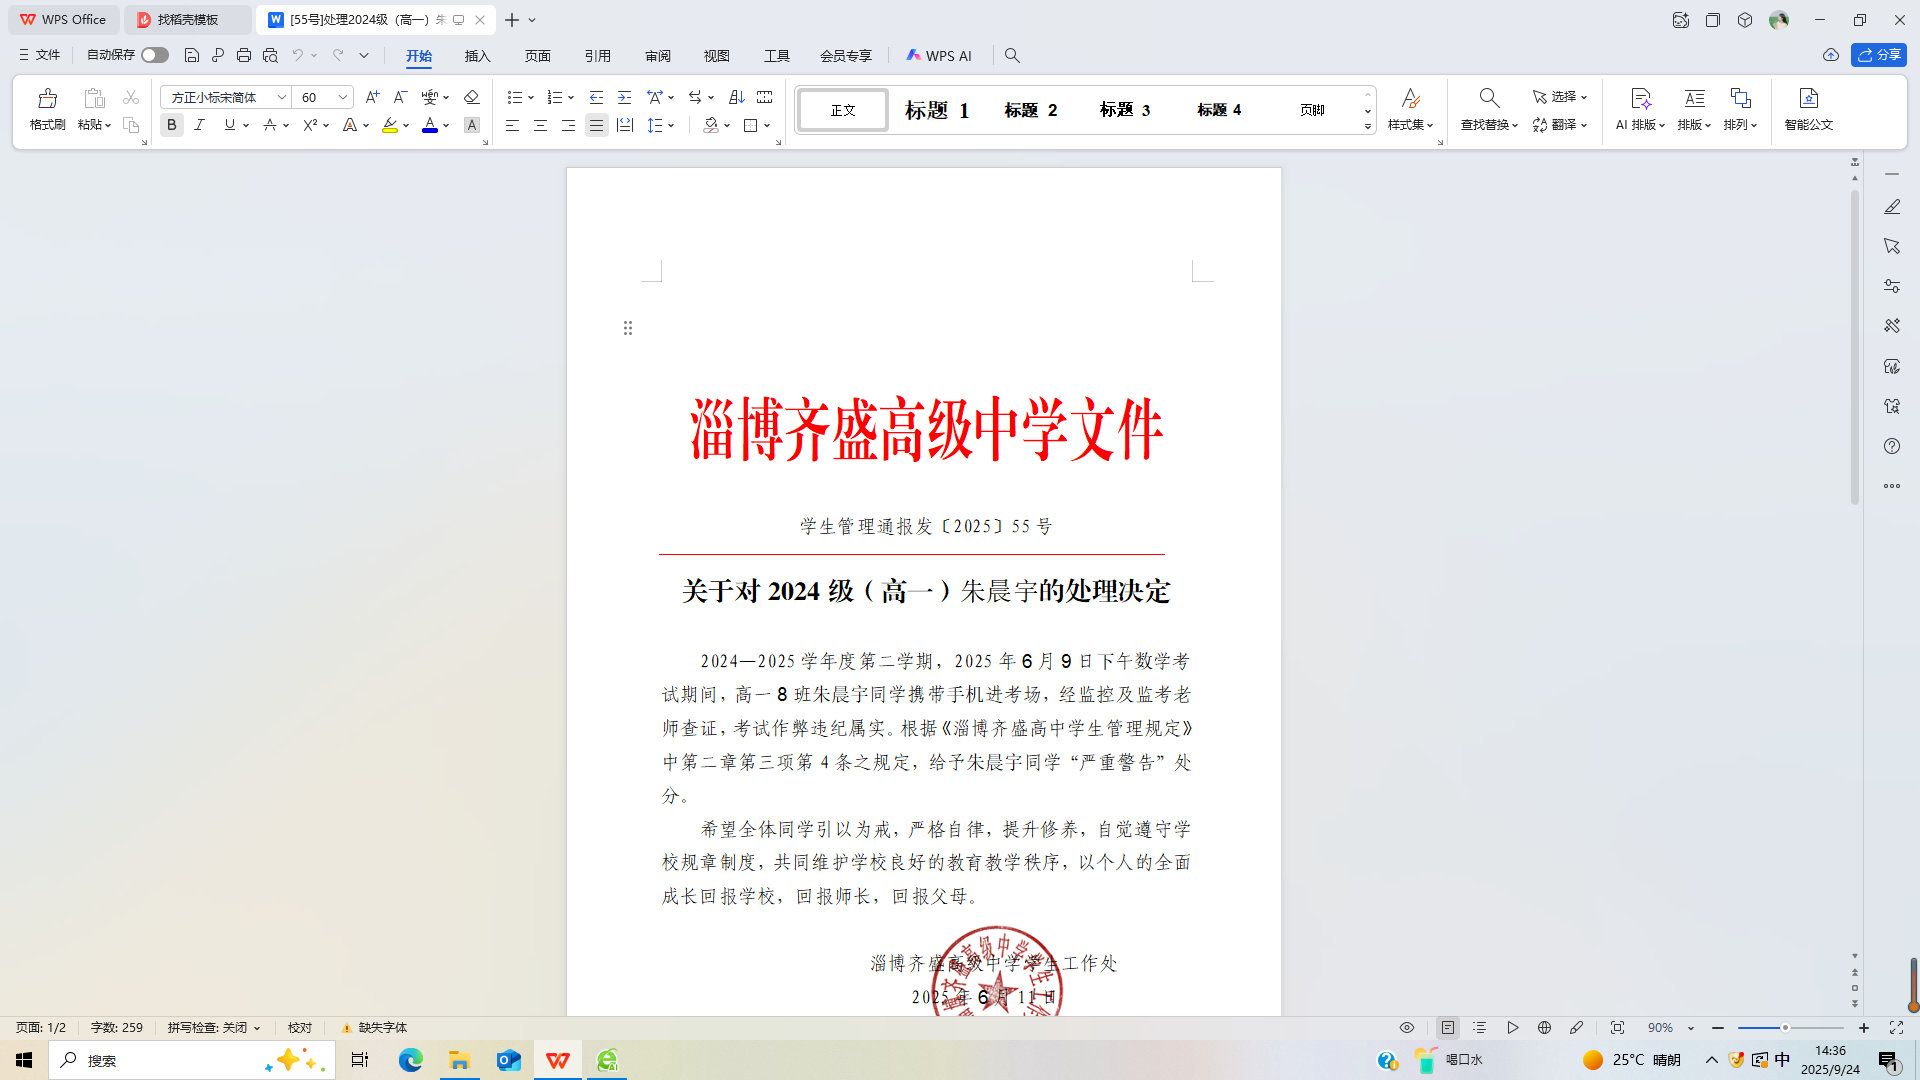 WPS Office
找稻壳模板
[55号]处理2024级（高一）朱
文件
自动保存
开始
插入
页面
引用
审阅
视图
工具
会员专享
WPS AI
分享
格式刷
粘贴
方正小标宋简体
60
正文
标题 1
标题 2
标题 3
标题 4
页脚
样式集
查找替换
选择
翻译
AI 排版
排版
排列
智能公文
淄博齐盛高级中学文件
学生管理通报发〔2025〕55 号
关于对 2024 级（高一）朱晨宇的处理决定
2024—2025 学年度第二学期，2025 年 6 月 9 日下午数学考
试期间，高一 8 班朱晨宇同学携带手机进考场，经监控及监考老
师查证，考试作弊违纪属实。根据《淄博齐盛高中学生管理规定》
中第二章第三项第 4 条之规定，给予朱晨宇同学“严重警告”处
分。
希望全体同学引以为戒，严格自律，提升修养，自觉遵守学
校规章制度，共同维护学校良好的教育教学秩序，以个人的全面
成长回报学校，回报师长，回报父母。
淄博齐盛高级中学学生工作处
2025 年 6 月 11 日
页面: 1/2
字数: 259
拼写检查: 关闭
校对
缺失字体
90%
搜索
喝口水
25°C 晴朗
中
14:36
2025/9/24